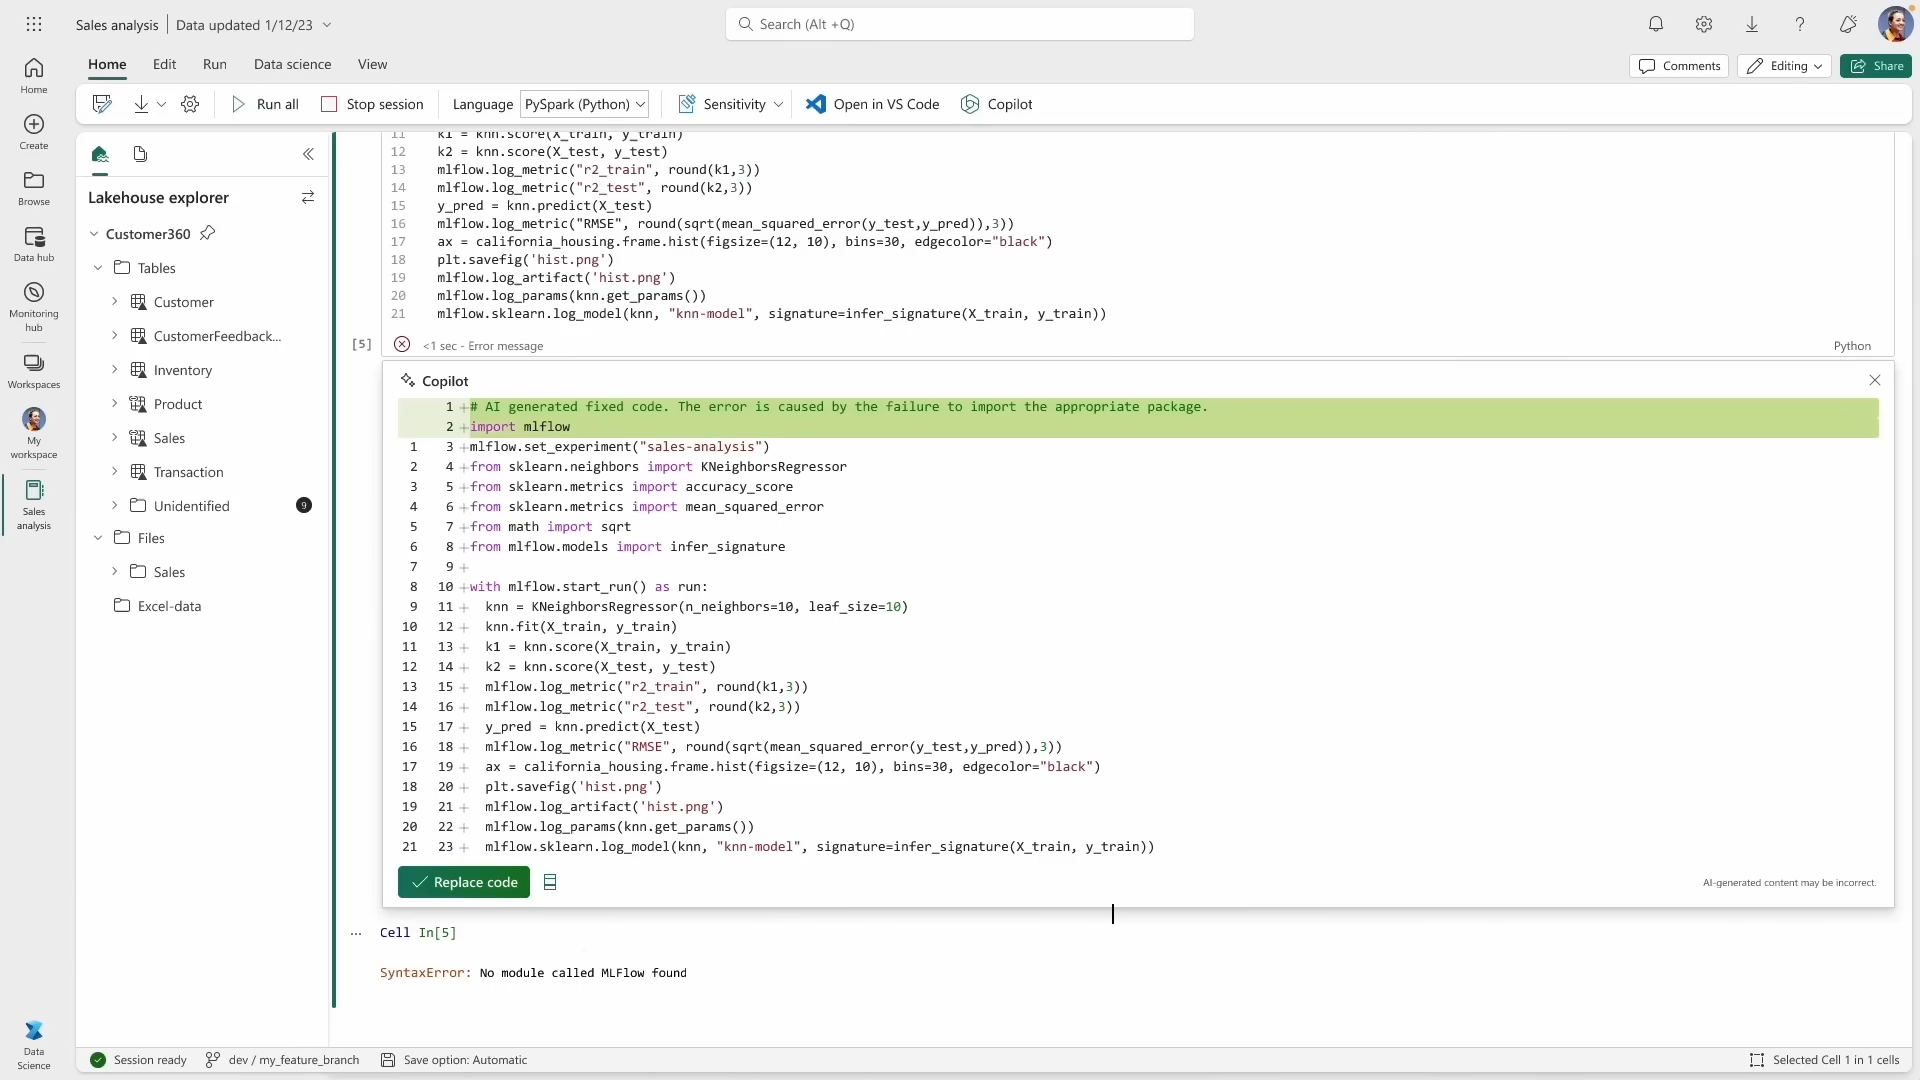 Sales analysis | Data updated 1/12/23
Search (Alt +Q)
Home Edit Run Data science View
Comments Editing Share
Run all Stop session Language PySpark (Python) Sensitivity Open in VS Code Copilot
Home
Create
Browse
Data hub
Monitoring
hub
Workspaces
My
workspace
Sales
analysis
Data
Science
Lakehouse explorer
Customer360
Tables
Customer
CustomerFeedback...
Inventory
Product
Sales
Transaction
Unidentified 9
Files
Sales
Excel-data
11 k1 = knn.score(X_train, y_train)
12 k2 = knn.score(X_test, y_test)
13 mlflow.log_metric("r2_train", round(k1,3))
14 mlflow.log_metric("r2_test", round(k2,3))
15 y_pred = knn.predict(X_test)
16 mlflow.log_metric("RMSE", round(sqrt(mean_squared_error(y_test,y_pred)),3))
17 ax = california_housing.frame.hist(figsize=(12, 10), bins=30, edgecolor="black")
18 plt.savefig('hist.png')
19 mlflow.log_artifact('hist.png')
20 mlflow.log_params(knn.get_params())
21 mlflow.sklearn.log_model(knn, "knn-model", signature=infer_signature(X_train, y_train))
[5] <1 sec - Error message Python
Copilot
1 +# AI generated fixed code. The error is caused by the failure to import the appropriate package.
2 +import mlflow
1 3 +mlflow.set_experiment("sales-analysis")
2 4 +from sklearn.neighbors import KNeighborsRegressor
3 5 +from sklearn.metrics import accuracy_score
4 6 +from sklearn.metrics import mean_squared_error
5 7 +from math import sqrt
6 8 +from mlflow.models import infer_signature
7 9 +
8 10 +with mlflow.start_run() as run:
9 11 + knn = KNeighborsRegressor(n_neighbors=10, leaf_size=10)
10 12 + knn.fit(X_train, y_train)
11 13 + k1 = knn.score(X_train, y_train)
12 14 + k2 = knn.score(X_test, y_test)
13 15 + mlflow.log_metric("r2_train", round(k1,3))
14 16 + mlflow.log_metric("r2_test", round(k2,3))
15 17 + y_pred = knn.predict(X_test)
16 18 + mlflow.log_metric("RMSE", round(sqrt(mean_squared_error(y_test,y_pred)),3))
17 19 + ax = california_housing.frame.hist(figsize=(12, 10), bins=30, edgecolor="black")
18 20 + plt.savefig('hist.png')
19 21 + mlflow.log_artifact('hist.png')
20 22 + mlflow.log_params(knn.get_params())
21 23 + mlflow.sklearn.log_model(knn, "knn-model", signature=infer_signature(X_train, y_train))
Replace code
AI-generated content may be incorrect.
... Cell In[5]
SyntaxError: No module called MLFlow found
Session ready dev / my_feature_branch Save option: Automatic Selected Cell 1 in 1 cells